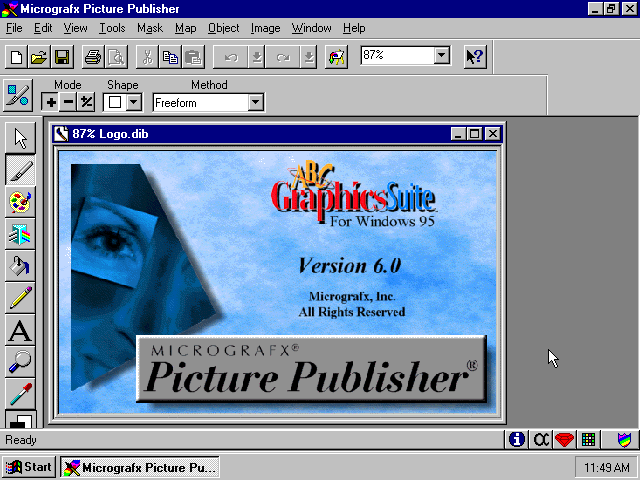 Micrografx Picture Publisher
File Edit View Tools Mask Map Object Image Window Help
87%
Mode Shape Method
Freeform
87% Logo.dib
ABC
GraphicsSuite
For Windows 95
Version 6.0
Micrografx, Inc.
All Rights Reserved
MICROGRAFX®
Picture Publisher®
A
Ready
Start Micrografx Picture Pu... 11:49 AM